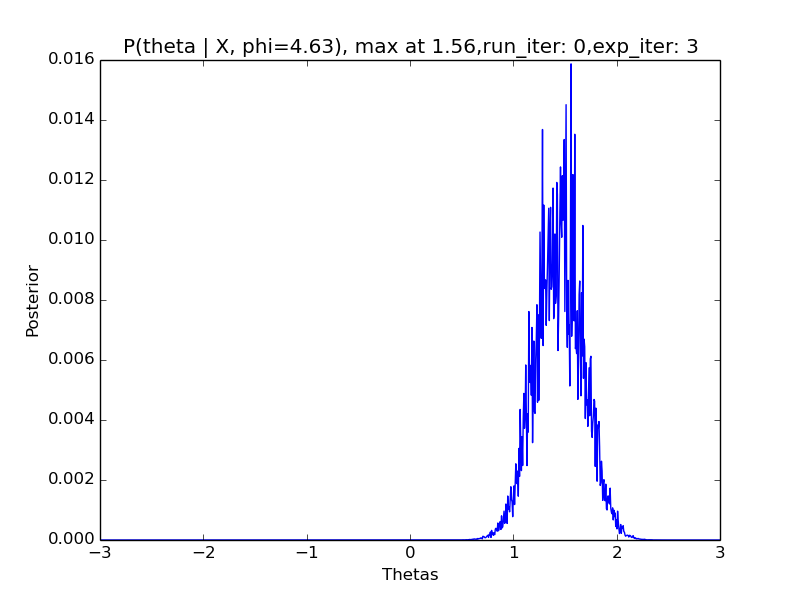 P(theta | X, phi=4.63), max at 1.56,run_iter: 0,exp_iter: 3
0.016
0.014
0.012
0.010
0.008
0.006
0.004
0.002
0.000
Posterior
−3 −2 −1 0 1 2 3
Thetas